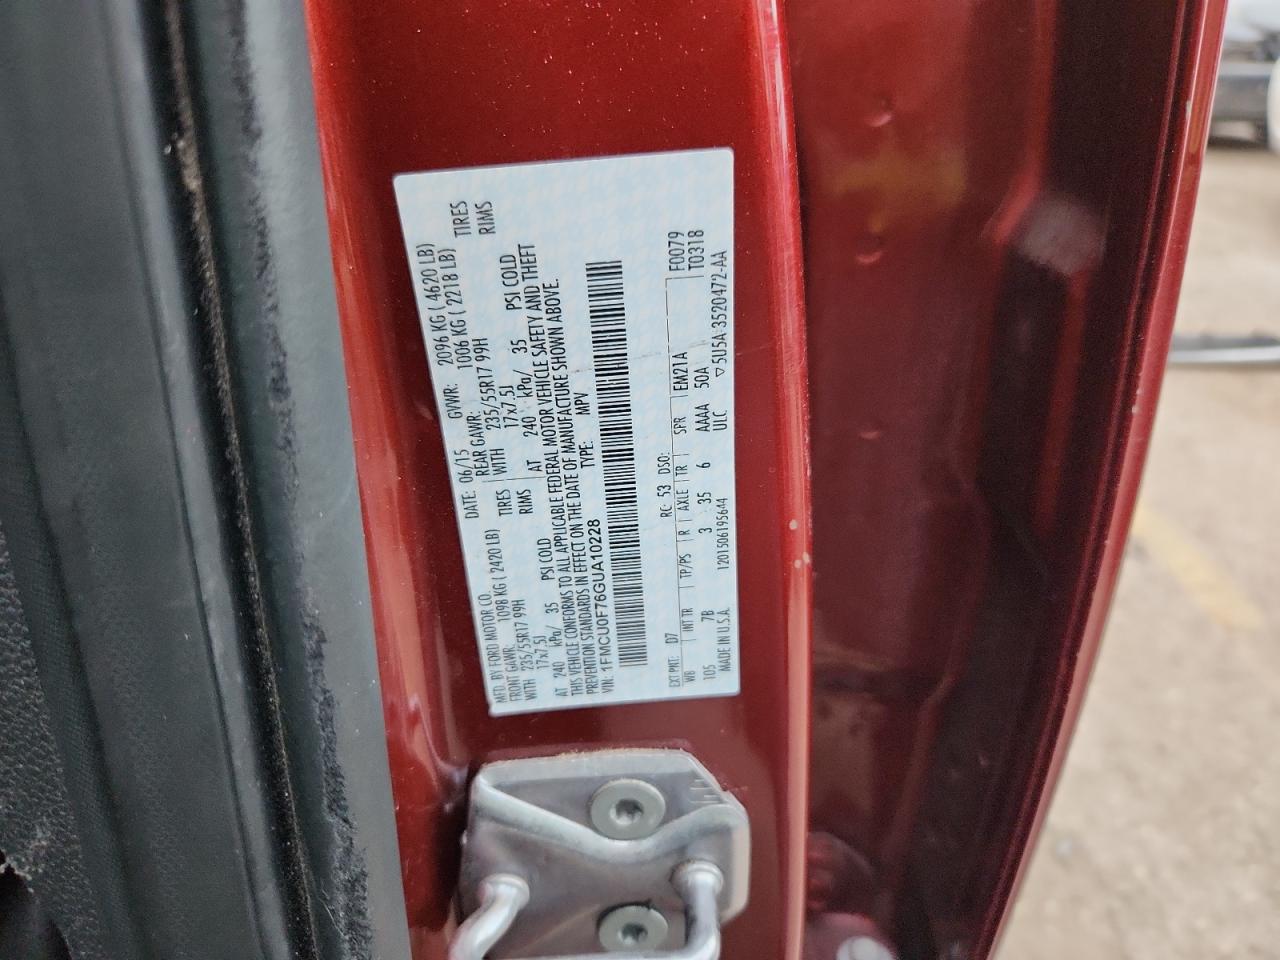 MFD. BY FORD MOTOR CO. DATE: 06/15 GVWR: 2096 KG ( 4620 LB)
FRONT GAWR: 1098 KG ( 2420 LB) REAR GAWR: 1006 KG ( 2218 LB)
WITH 235/55R17 99H TIRES WITH 235/55R17 99H TIRES
17x7.5J RIMS 17x7.5J RIMS
AT 240 kPa/ 35 PSI COLD AT 240 kPa/ 35 PSI COLD
THIS VEHICLE CONFORMS TO ALL APPLICABLE FEDERAL MOTOR VEHICLE SAFETY AND THEFT
PREVENTION STANDARDS IN EFFECT ON THE DATE OF MANUFACTURE SHOWN ABOVE.
VIN: 1FMCU0F76GUA10228 TYPE: MPV
EXT PNT: D7 RC: 53 DSO: F0079
WB INT TR TP/PS R AXLE TR SPR EM21A T0318
105 7B 3 35 6 AAAA 50A
MADE IN U.S.A. 1201506195644 ULC ▽5U5A-3520472-AA